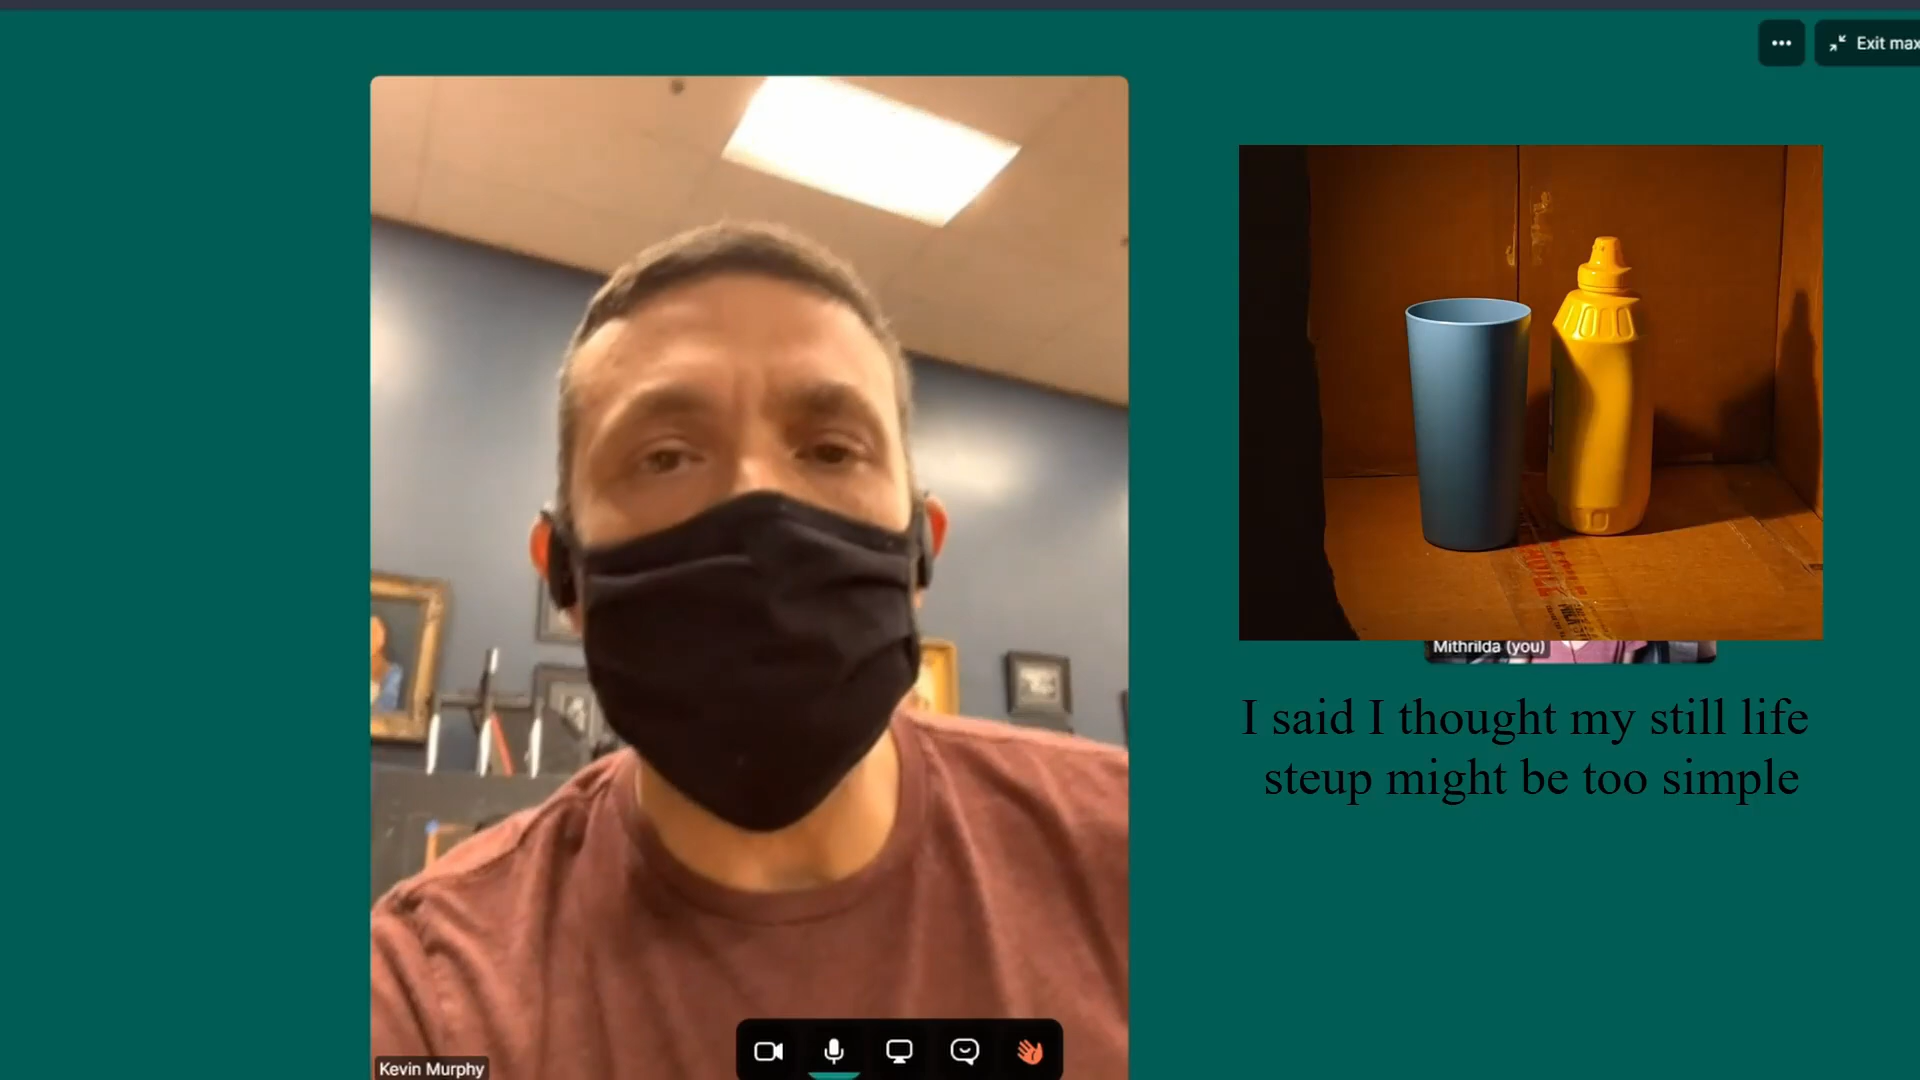 Exit max
Mithrilda (you)
I said I thought my still life
steup might be too simple
Kevin Murphy